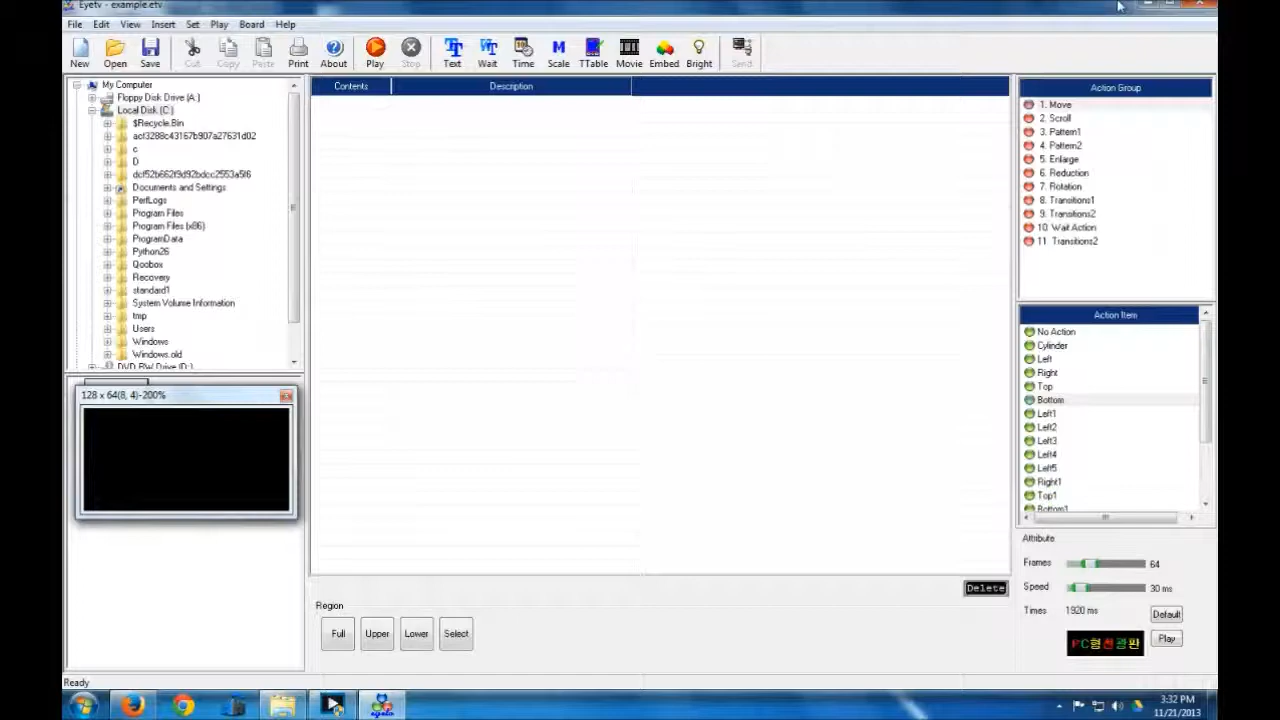 Eyetv - example.etv
File Edit View Insert Set Play Board Help
New Open Save Cut Copy Paste Print About Play Stop Text Wait Time Scale TTable Movie Embed Bright Send
My Computer
Floppy Disk Drive (A:)
Local Disk (C:)
$Recycle.Bin
acf3288c43167b907a27631d02
c
D
dcf52b662f9d92bdcc2553a5f6
Documents and Settings
PerfLogs
Program Files
Program Files (x86)
ProgramData
Python26
Qoobox
Recovery
standard1
System Volume Information
tmp
Users
Windows
Windows.old
DVD RW Drive (D:)
128 x 64(8, 4)-200%
Contents Description
Delete
Region
Full Upper Lower Select
Action Group
1. Move
2. Scroll
3. Pattern1
4. Pattern2
5. Enlarge
6. Reduction
7. Rotation
8. Transitions1
9. Transitions2
10 Wait Action
11 Transitions2
Action Item
No Action
Cylinder
Left
Right
Top
Bottom
Left1
Left2
Left3
Left4
Left5
Right1
Top1
Bottom1
Attribute
Frames 64
Speed 30 ms
Times 1920 ms Default
Play
Ready
3:32 PM
11/21/2013